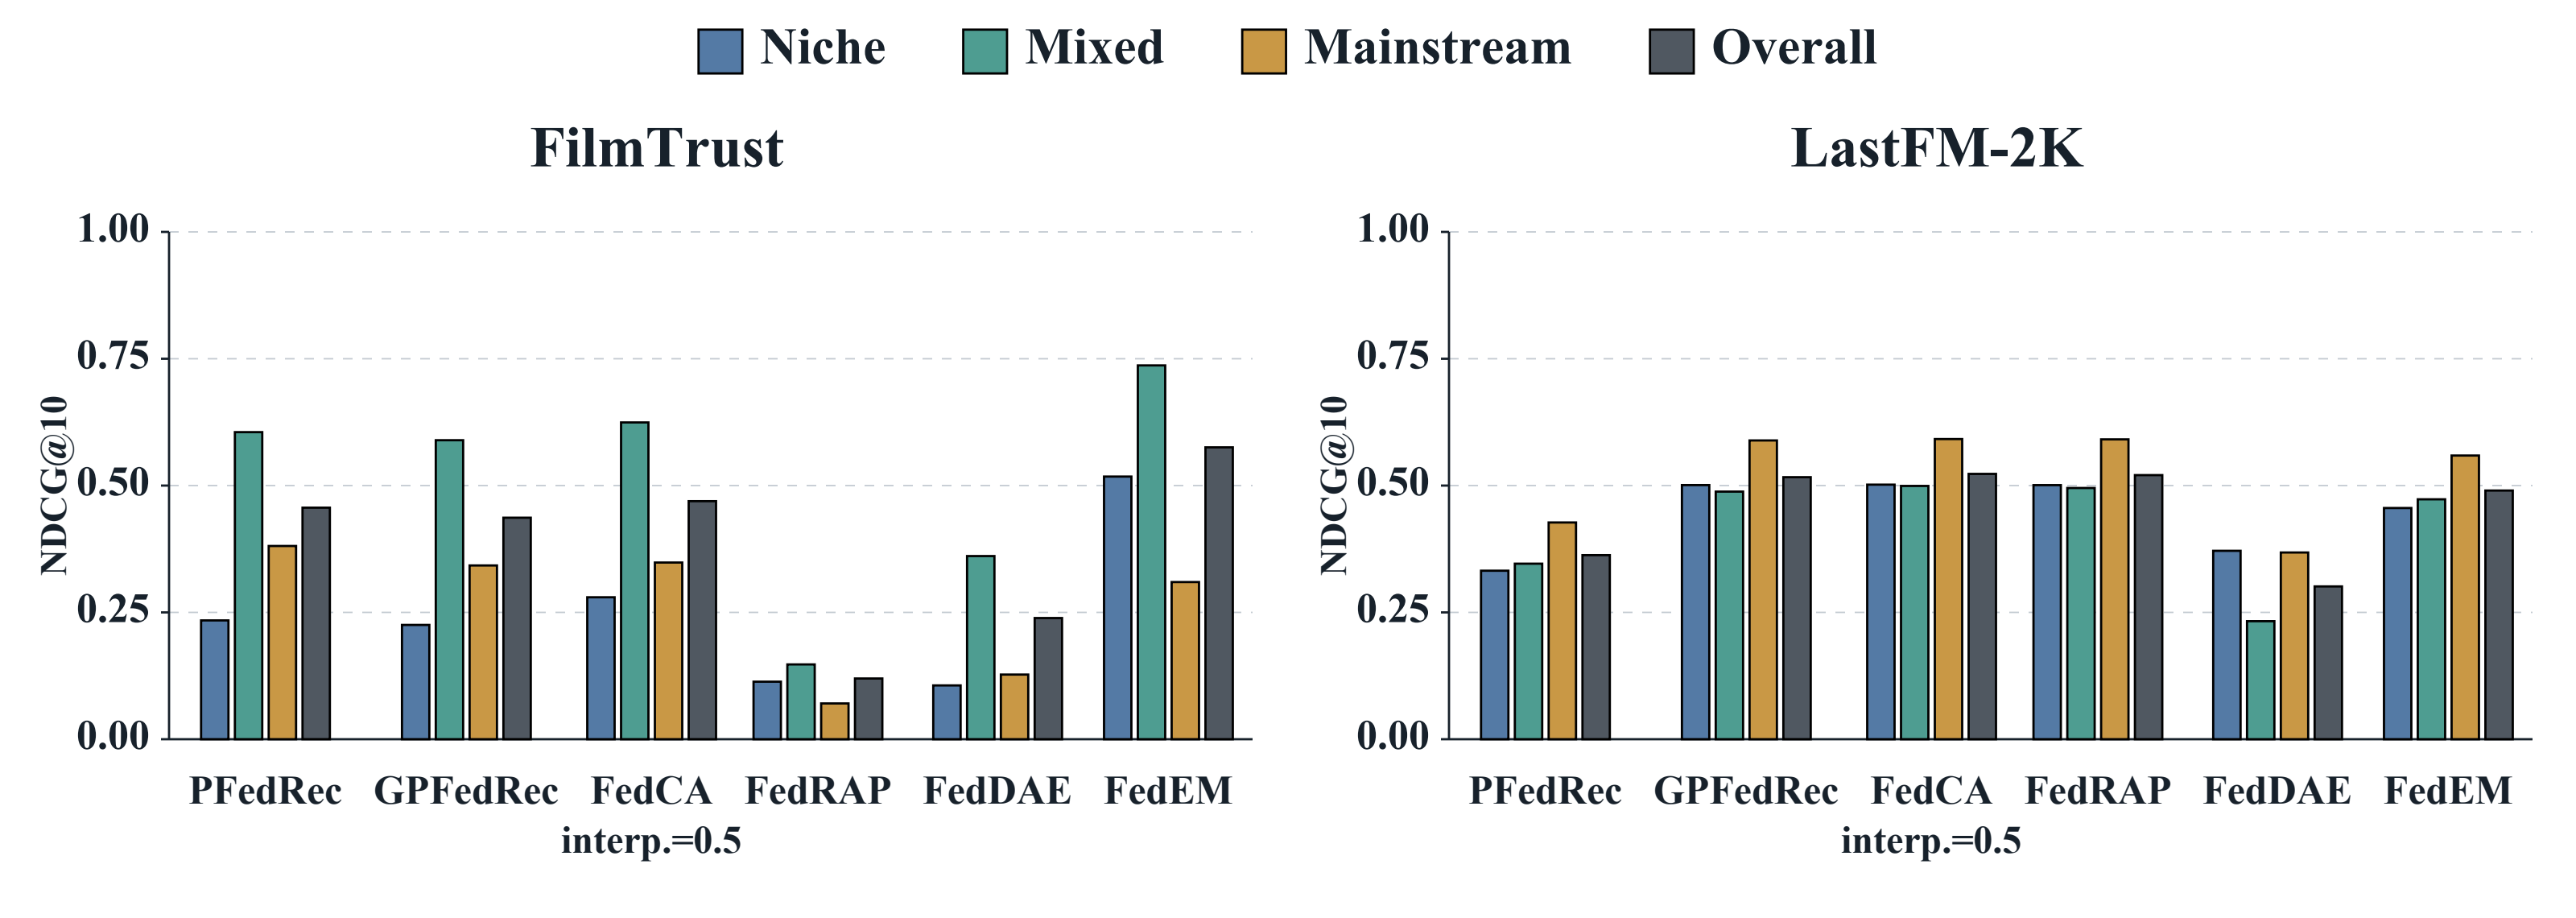 Niche Mixed Mainstream Overall
FilmTrust
NDCG@10
1.00
0.75
0.50
0.25
0.00
PFedRec GPFedRec FedCA FedRAP FedDAE FedEM
interp.=0.5
LastFM-2K
NDCG@10
1.00
0.75
0.50
0.25
0.00
PFedRec GPFedRec FedCA FedRAP FedDAE FedEM
interp.=0.5